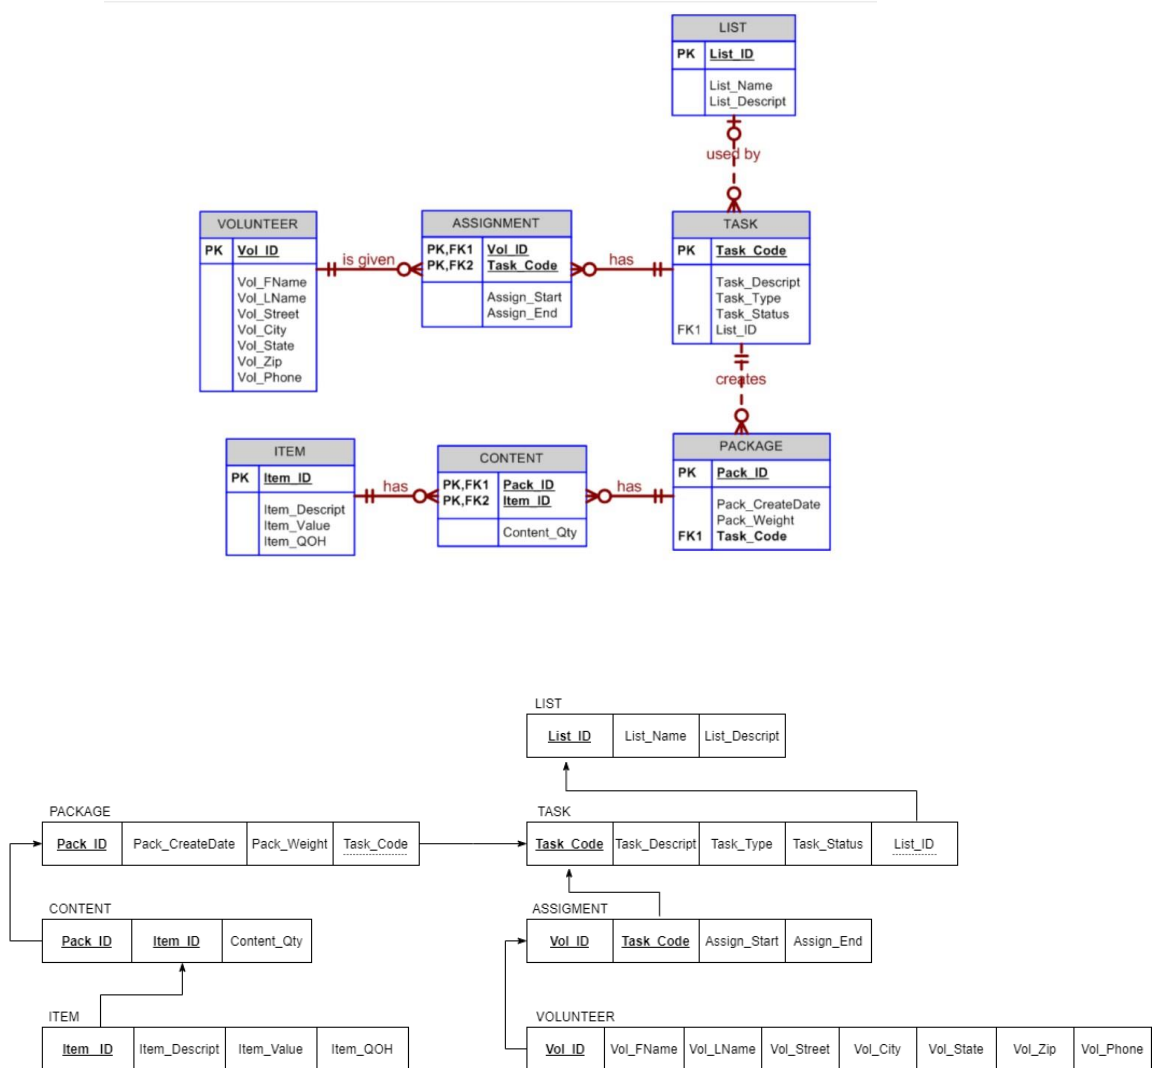 LIST
PK List_ID
List_Name
List_Descript
used by
VOLUNTEER
PK Vol_ID
Vol_FName
Vol_LName
Vol_Street
Vol_City
Vol_State
Vol_Zip
Vol_Phone
is given
ASSIGNMENT
PK,FK1 Vol_ID
PK,FK2 Task_Code
Assign_Start
Assign_End
has
TASK
PK Task_Code
Task_Descript
Task_Type
Task_Status
FK1 List_ID
creates
ITEM
PK Item_ID
Item_Descript
Item_Value
Item_QOH
has
CONTENT
PK,FK1 Pack_ID
PK,FK2 Item_ID
Content_Qty
has
PACKAGE
PK Pack_ID
Pack_CreateDate
Pack_Weight
FK1 Task_Code
LIST
List_ID List_Name List_Descript
PACKAGE
Pack_ID Pack_CreateDate Pack_Weight Task_Code
TASK
Task_Code Task_Descript Task_Type Task_Status List_ID
CONTENT
Pack_ID Item_ID Content_Qty
ASSIGMENT
Vol_ID Task_Code Assign_Start Assign_End
ITEM
Item_ID Item_Descript Item_Value Item_QOH
VOLUNTEER
Vol_ID Vol_FName Vol_LName Vol_Street Vol_City Vol_State Vol_Zip Vol_Phone